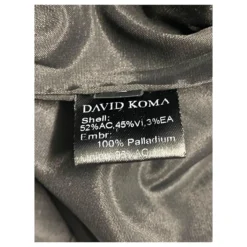 DAVID KOMA
Shell:
52%AC,45%VI,3%EA
Embr:
100% Palladium